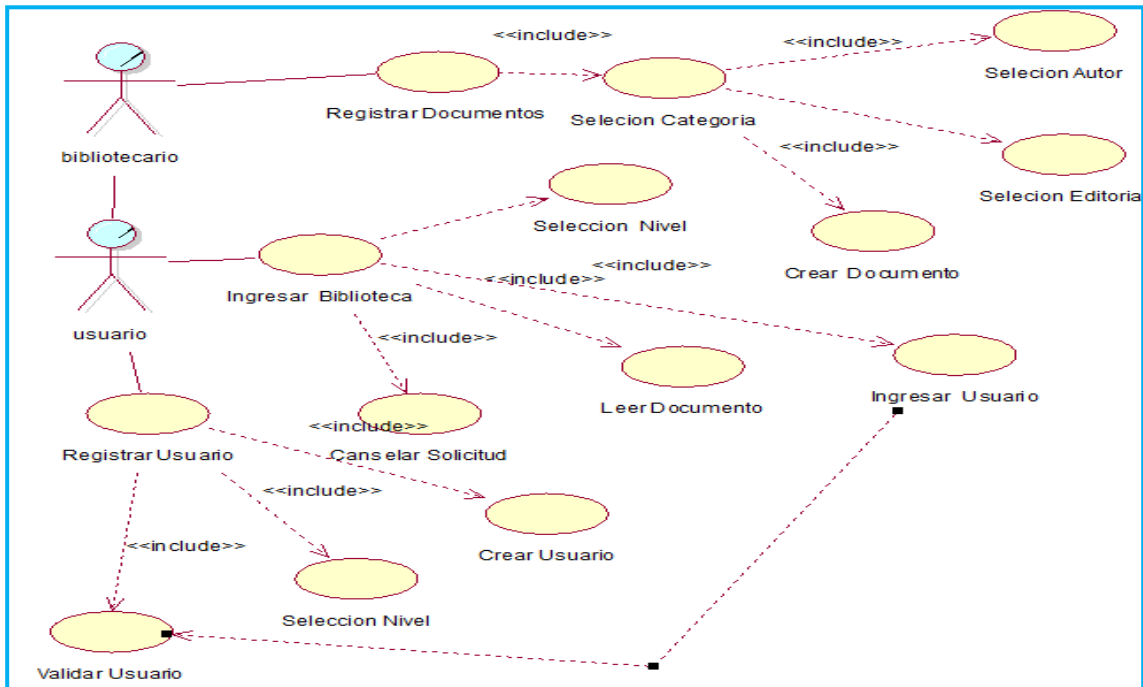 <<include>>
<<include>>
Selecion Autor
Registrar Documentos
Selecion Categoria
<<include>>
bibliotecario
Selecion Editoria
Seleccion Nivel
<<include>>
Crear Documento
<<include>>
Ingresar Biblioteca
usuario
<<include>>
Ingresar Usuario
Leer Documento
<<include>>
Registrar Usuario
Canselar Solicitud
<<include>>
Crear Usuario
<<include>>
Seleccion Nivel
Validar Usuario